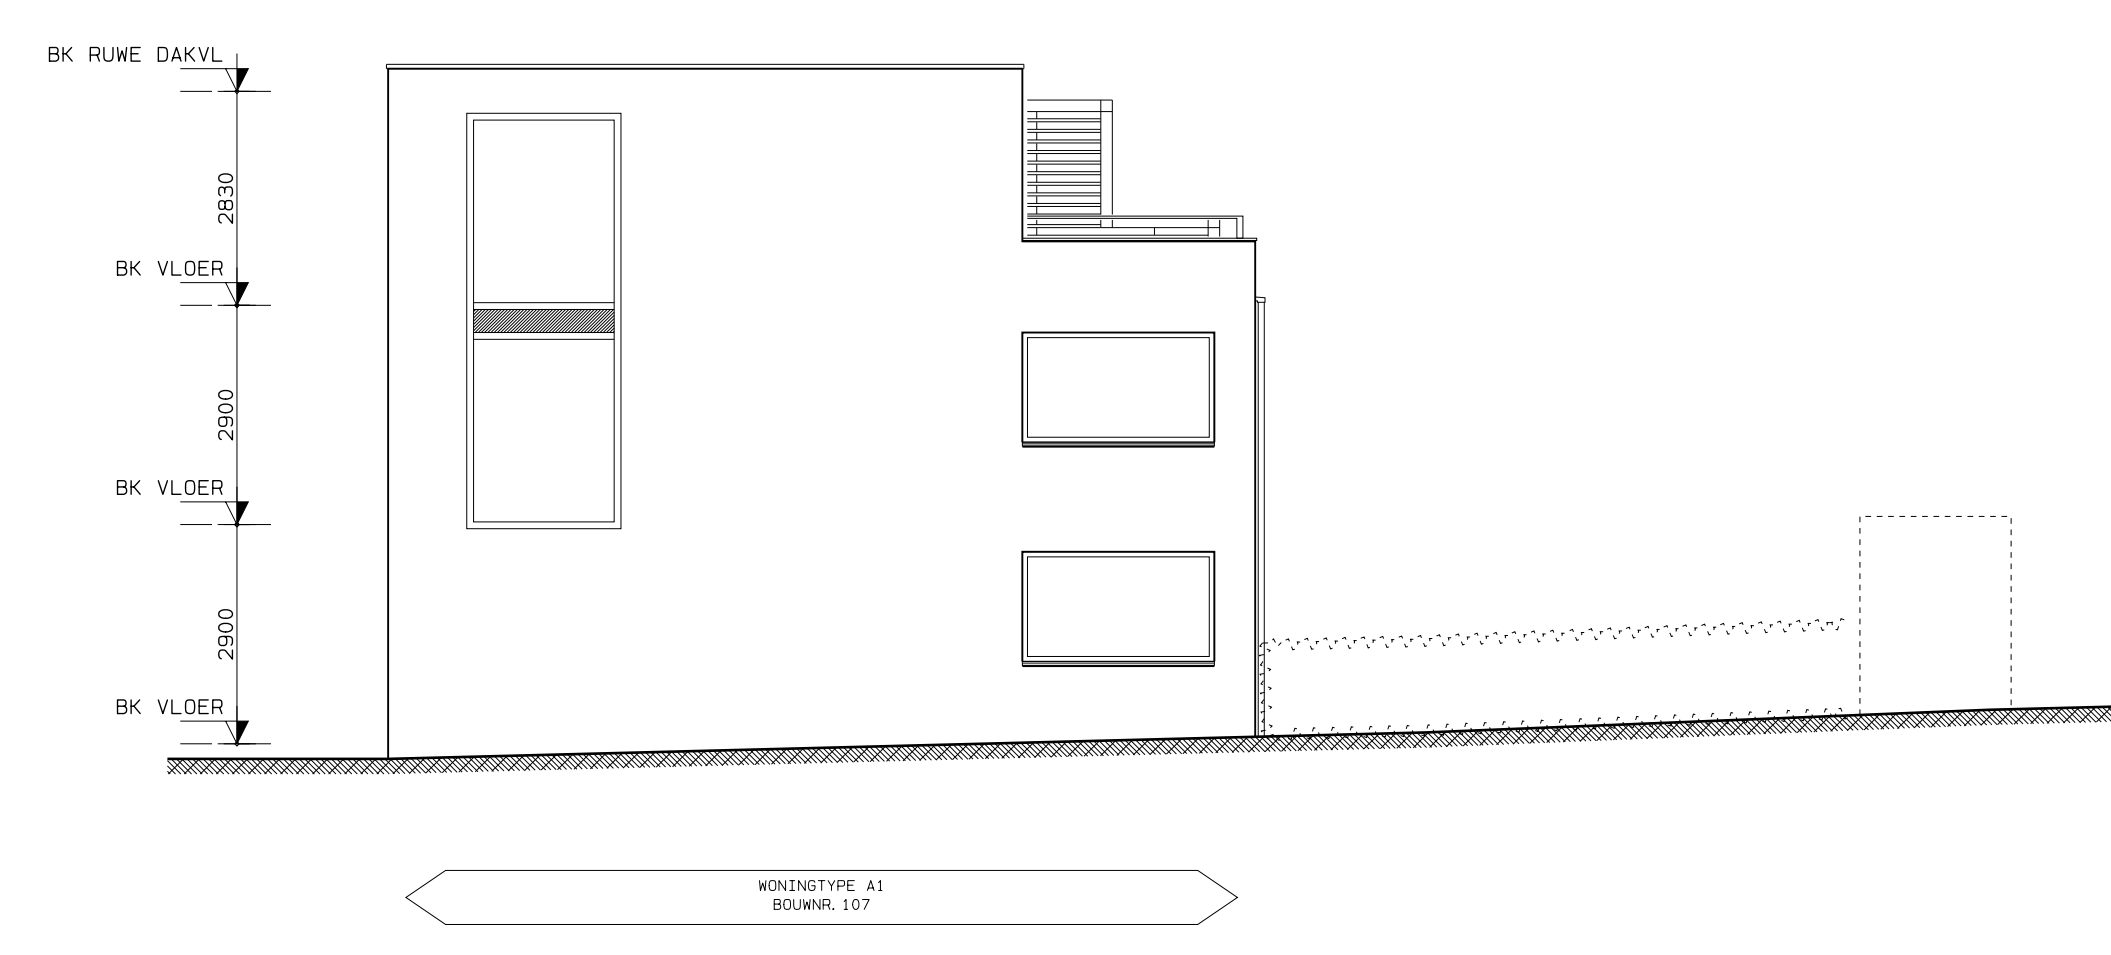 BK RUWE DAKVL
2830
BK VLOER
2900
BK VLOER
2900
BK VLOER
WONINGTYPE A1
BOUWNR. 107